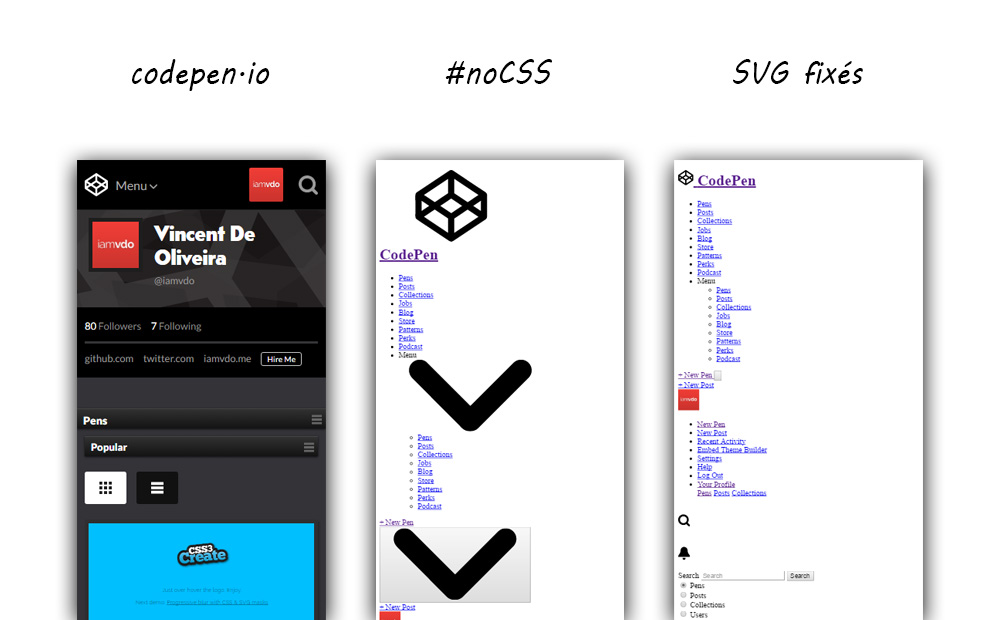 codepen·io
#noCSS
SVG fixés
Menu
iamvdo
iamvdo
Vincent De
Oliveira
@iamvdo
80 Followers 7 Following
github.com twitter.com iamvdo.me Hire Me
Pens
Popular
CSS3
Create
Just over hover the logo enjoy
CodePen
Pens
Posts
Collections
Jobs
Blog
Store
Patterns
Perks
Podcast
Menu
Pens
Posts
Collections
Jobs
Blog
Store
Patterns
Perks
Podcast
+ New Pen
+ New Post
CodePen
Pens
Posts
Collections
Jobs
Blog
Store
Patterns
Perks
Podcast
Menu
Pens
Posts
Collections
Jobs
Blog
Store
Patterns
Perks
Podcast
+ New Pen
+ New Post
iamvdo
New Pen
New Post
Recent Activity
Embed Theme Builder
Settings
Help
Log Out
Your Profile
Pens Posts Collections
Search Search Search
Pens
Posts
Collections
Users